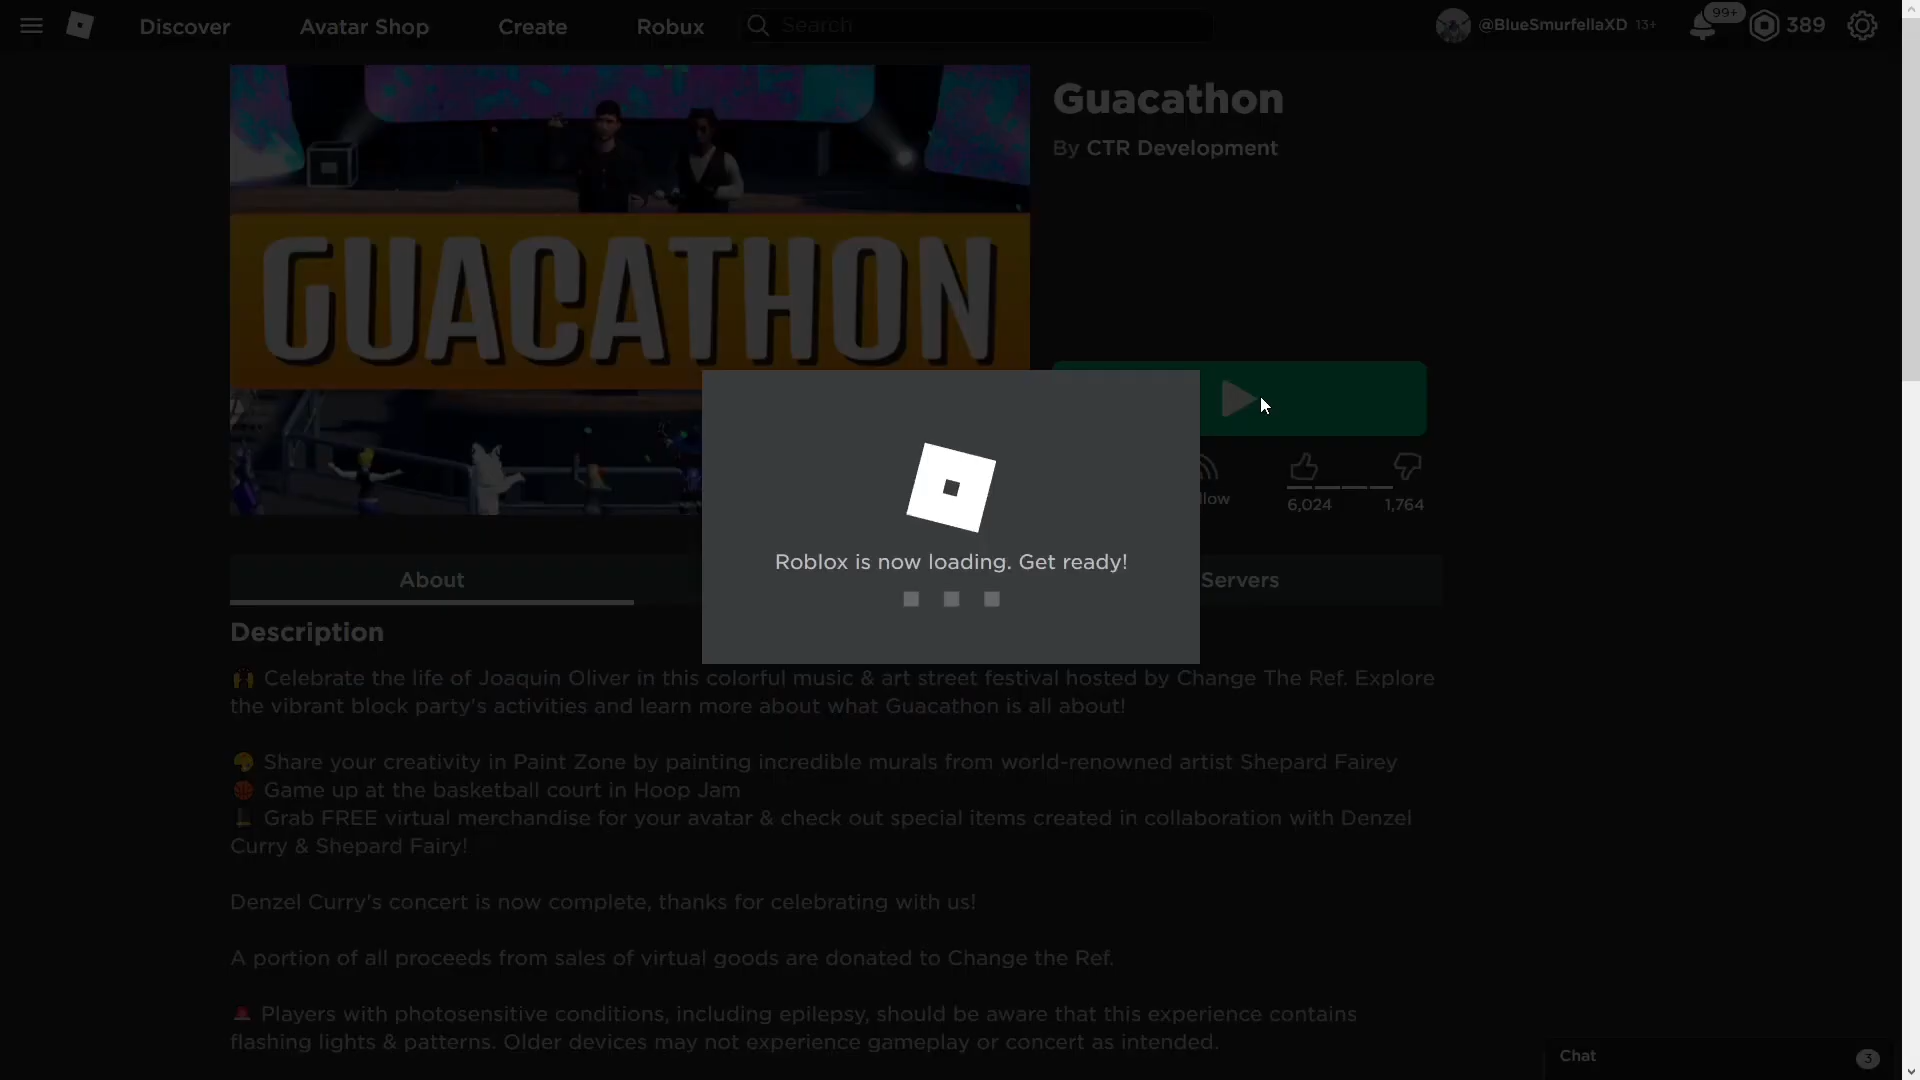 Discover
Avatar Shop
Create
Robux
Search
@BlueSmurfellaXD 13+
99+
389
Guacathon
By CTR Development
GUACATHON
Roblox is now loading. Get ready!
llow
6,024
1,764
About
Servers
Description
Celebrate the life of Joaquin Oliver in this colorful music & art street festival hosted by Change The Ref. Explore
the vibrant block party's activities and learn more about what Guacathon is all about!
Share your creativity in Paint Zone by painting incredible murals from world-renowned artist Shepard Fairey
Game up at the basketball court in Hoop Jam
Grab FREE virtual merchandise for your avatar & check out special items created in collaboration with Denzel
Curry & Shepard Fairy!
Denzel Curry's concert is now complete, thanks for celebrating with us!
A portion of all proceeds from sales of virtual goods are donated to Change the Ref.
Players with photosensitive conditions, including epilepsy, should be aware that this experience contains
flashing lights & patterns. Older devices may not experience gameplay or concert as intended.
Chat
3